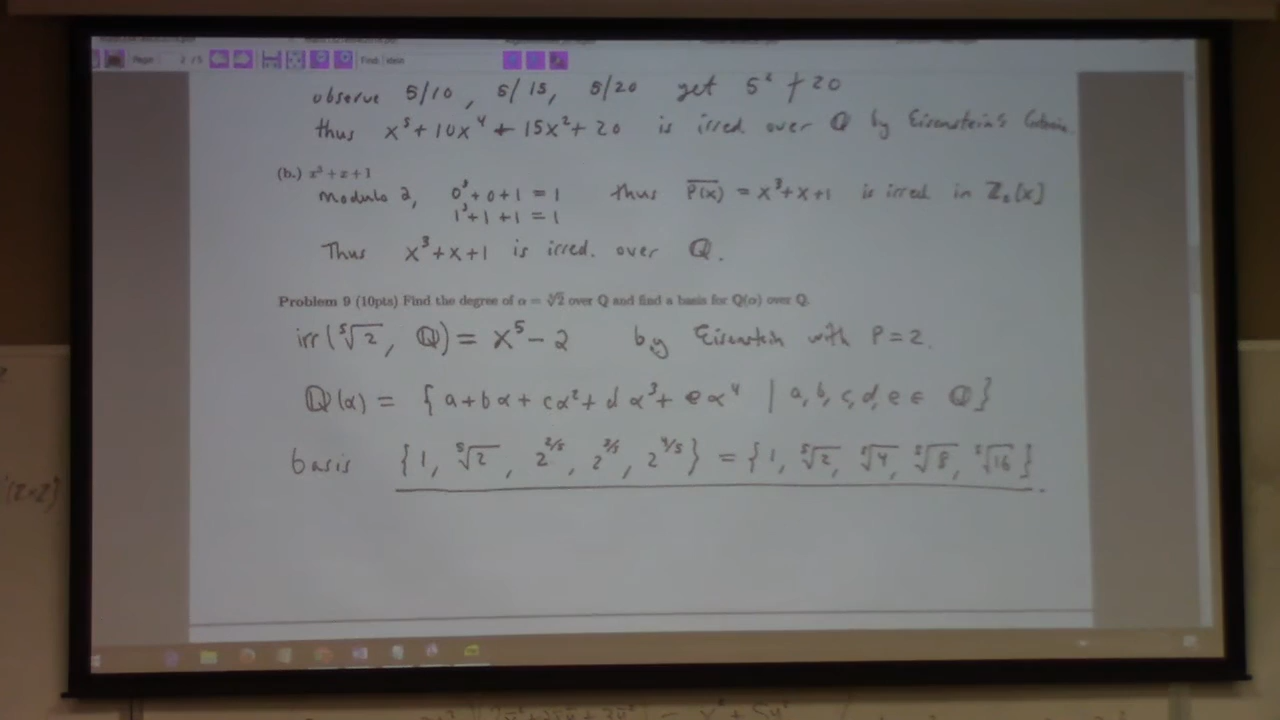 Page 2 / 5 Find:
observe 5/10 , 5/15, 5/20 yet 5² ∤ 20
thus x⁵ + 10x⁴ + 15x² + 20 is irred. over ℚ by Eisenstein's Criterion.
(b.) x³ + x + 1
modulo 2, 0³ + 0 + 1 = 1 thus P(x)‾ = x³ + x + 1 is irred in ℤ₂[x]
1³ + 1 + 1 = 1
Thus x³ + x + 1 is irred. over ℚ.
Problem 9 (10pts) Find the degree of α = ⁵√2 over Q and find a basis for Q(α) over Q.
irr(⁵√2, ℚ) = x⁵ − 2 by Eisenstein with P = 2.
ℚ(α) = {a + bα + cα² + dα³ + eα⁴ | a, b, c, d, e ∈ ℚ}
basis {1, ⁵√2, 2^2/5, 2^3/5, 2^4/5} = {1, ⁵√2, ⁵√4, ⁵√8, ⁵√16}.